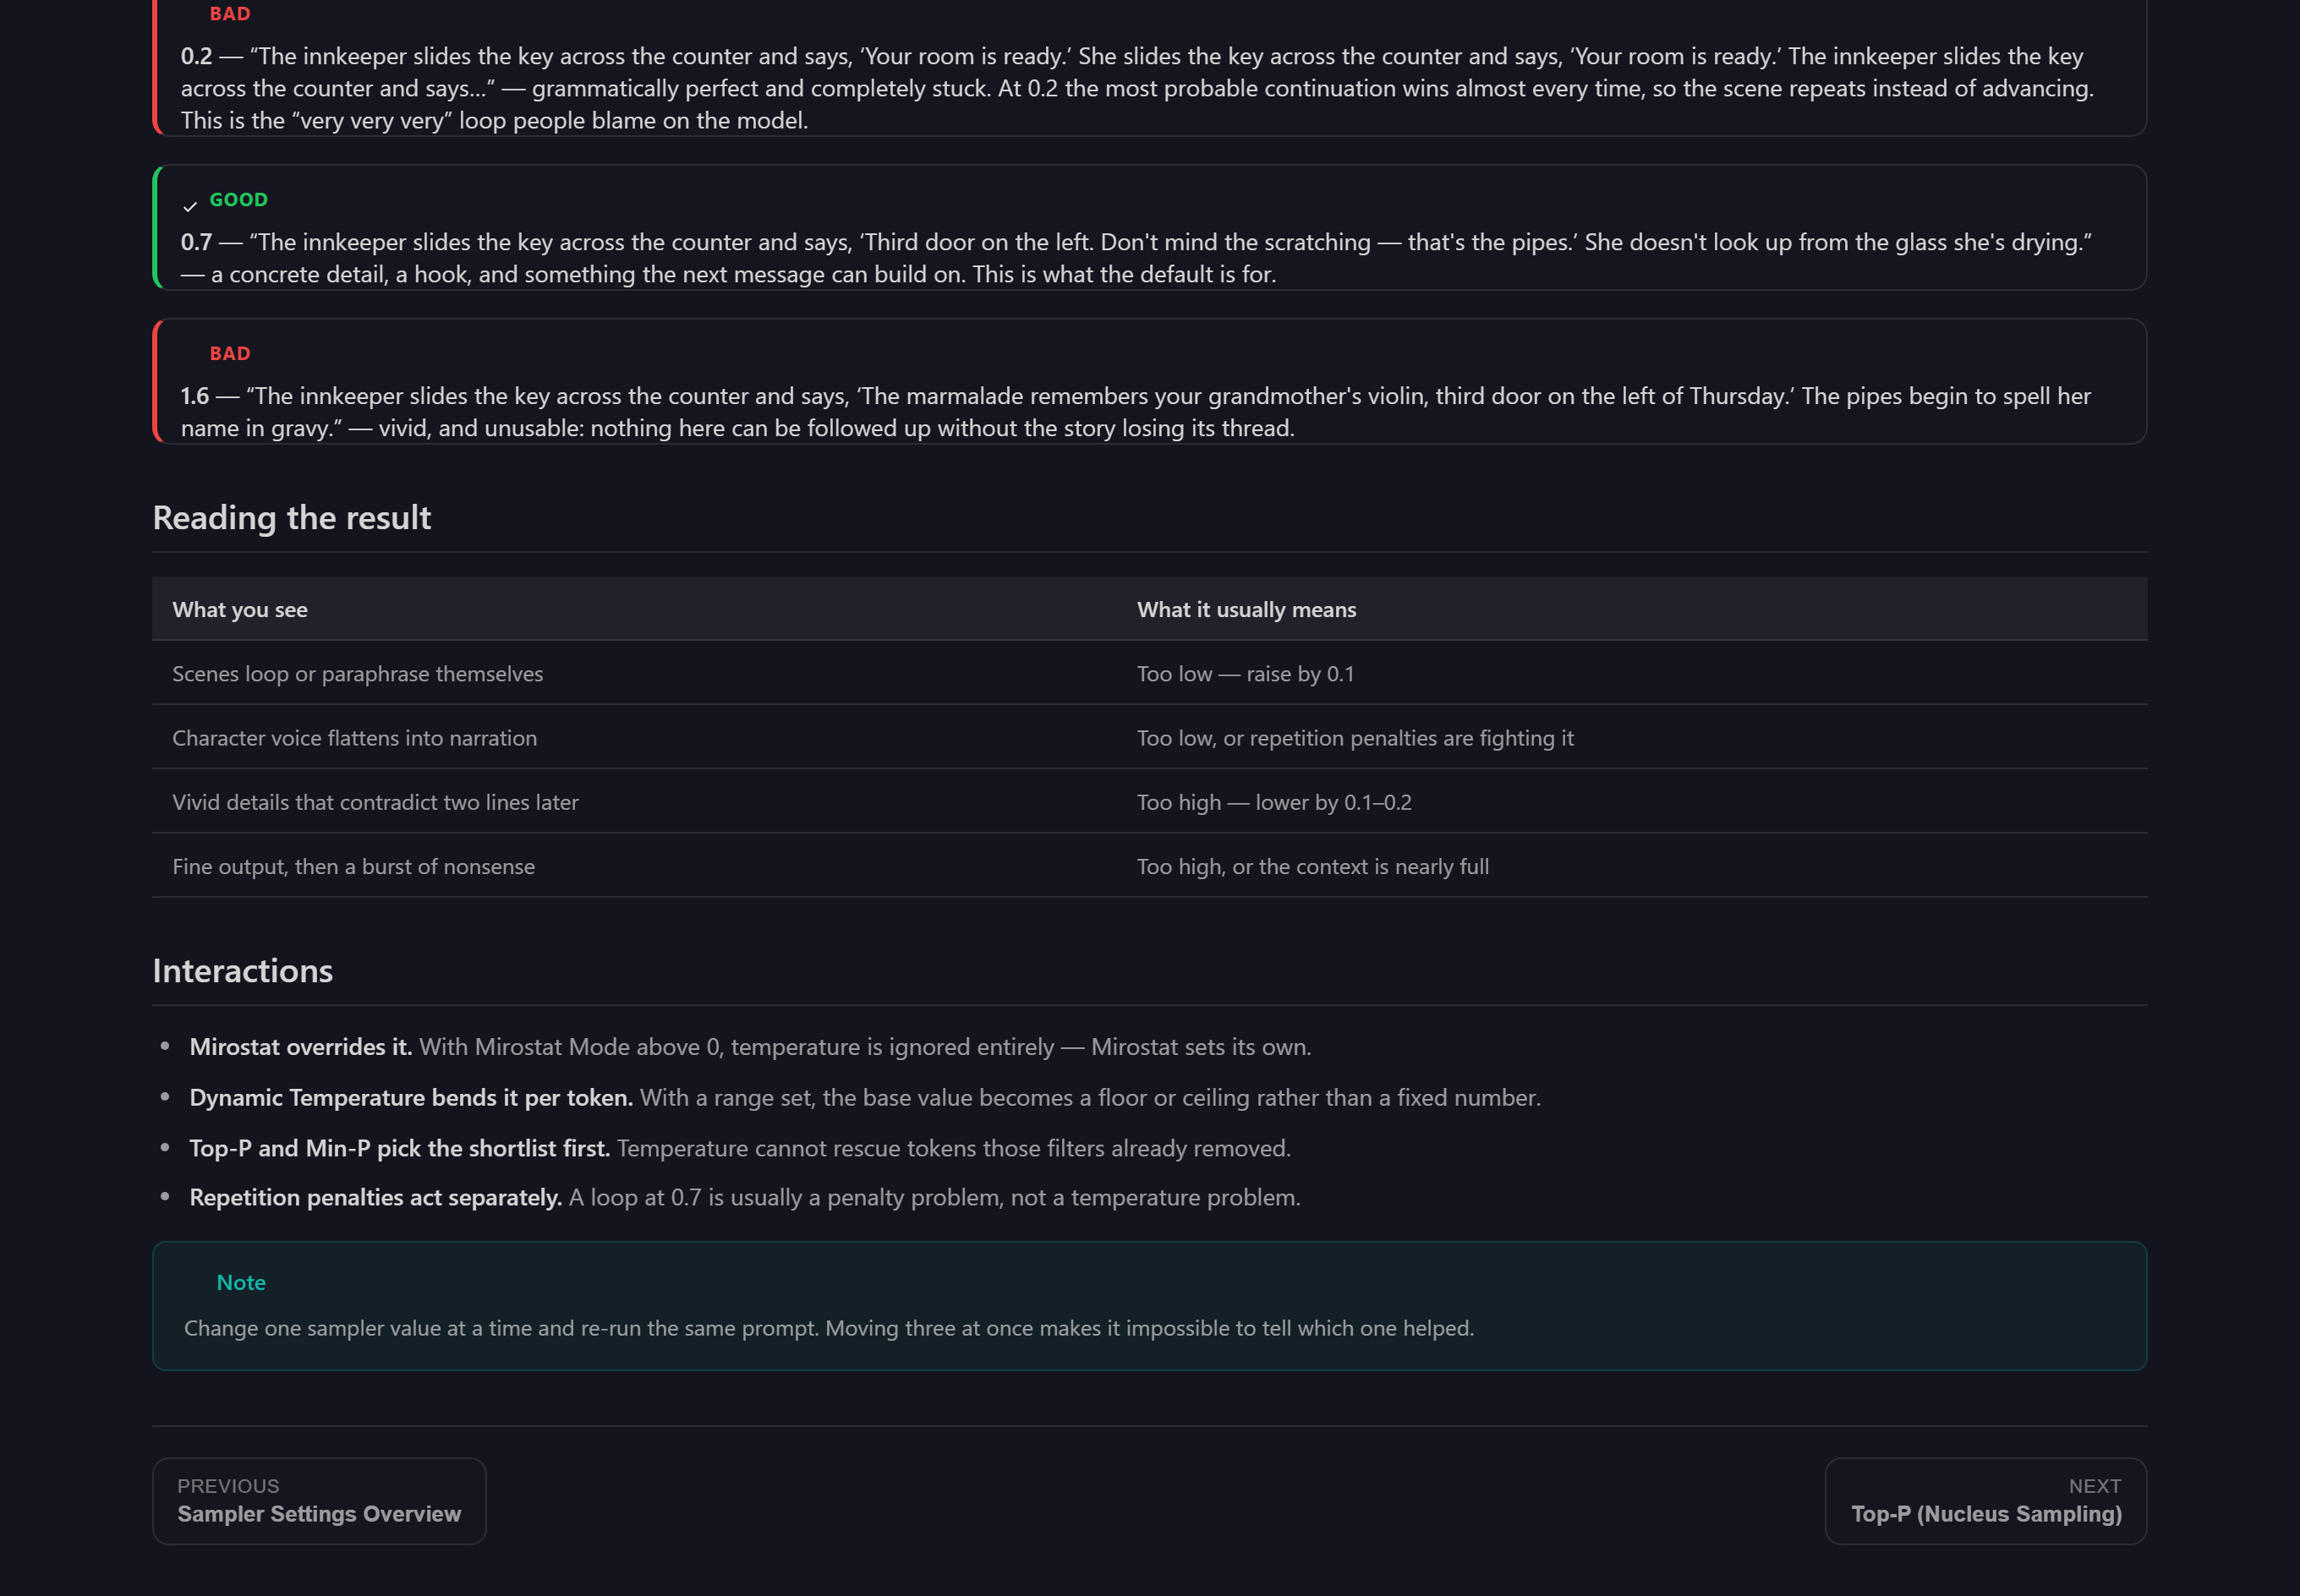 BAD
0.2 — “The innkeeper slides the key across the counter and says, ‘Your room is ready.’ She slides the key across the counter and says, ‘Your room is ready.’ The innkeeper slides the key
across the counter and says…” — grammatically perfect and completely stuck. At 0.2 the most probable continuation wins almost every time, so the scene repeats instead of advancing.
This is the “very very very” loop people blame on the model.
GOOD
0.7 — “The innkeeper slides the key across the counter and says, ‘Third door on the left. Don't mind the scratching — that's the pipes.’ She doesn't look up from the glass she's drying.”
— a concrete detail, a hook, and something the next message can build on. This is what the default is for.
BAD
1.6 — “The innkeeper slides the key across the counter and says, ‘The marmalade remembers your grandmother's violin, third door on the left of Thursday.’ The pipes begin to spell her
name in gravy.” — vivid, and unusable: nothing here can be followed up without the story losing its thread.
Reading the result
What you see What it usually means
Scenes loop or paraphrase themselves Too low — raise by 0.1
Character voice flattens into narration Too low, or repetition penalties are fighting it
Vivid details that contradict two lines later Too high — lower by 0.1–0.2
Fine output, then a burst of nonsense Too high, or the context is nearly full
Interactions
Mirostat overrides it. With Mirostat Mode above 0, temperature is ignored entirely — Mirostat sets its own.
Dynamic Temperature bends it per token. With a range set, the base value becomes a floor or ceiling rather than a fixed number.
Top-P and Min-P pick the shortlist first. Temperature cannot rescue tokens those filters already removed.
Repetition penalties act separately. A loop at 0.7 is usually a penalty problem, not a temperature problem.
Note
Change one sampler value at a time and re-run the same prompt. Moving three at once makes it impossible to tell which one helped.
PREVIOUS
Sampler Settings Overview
NEXT
Top-P (Nucleus Sampling)